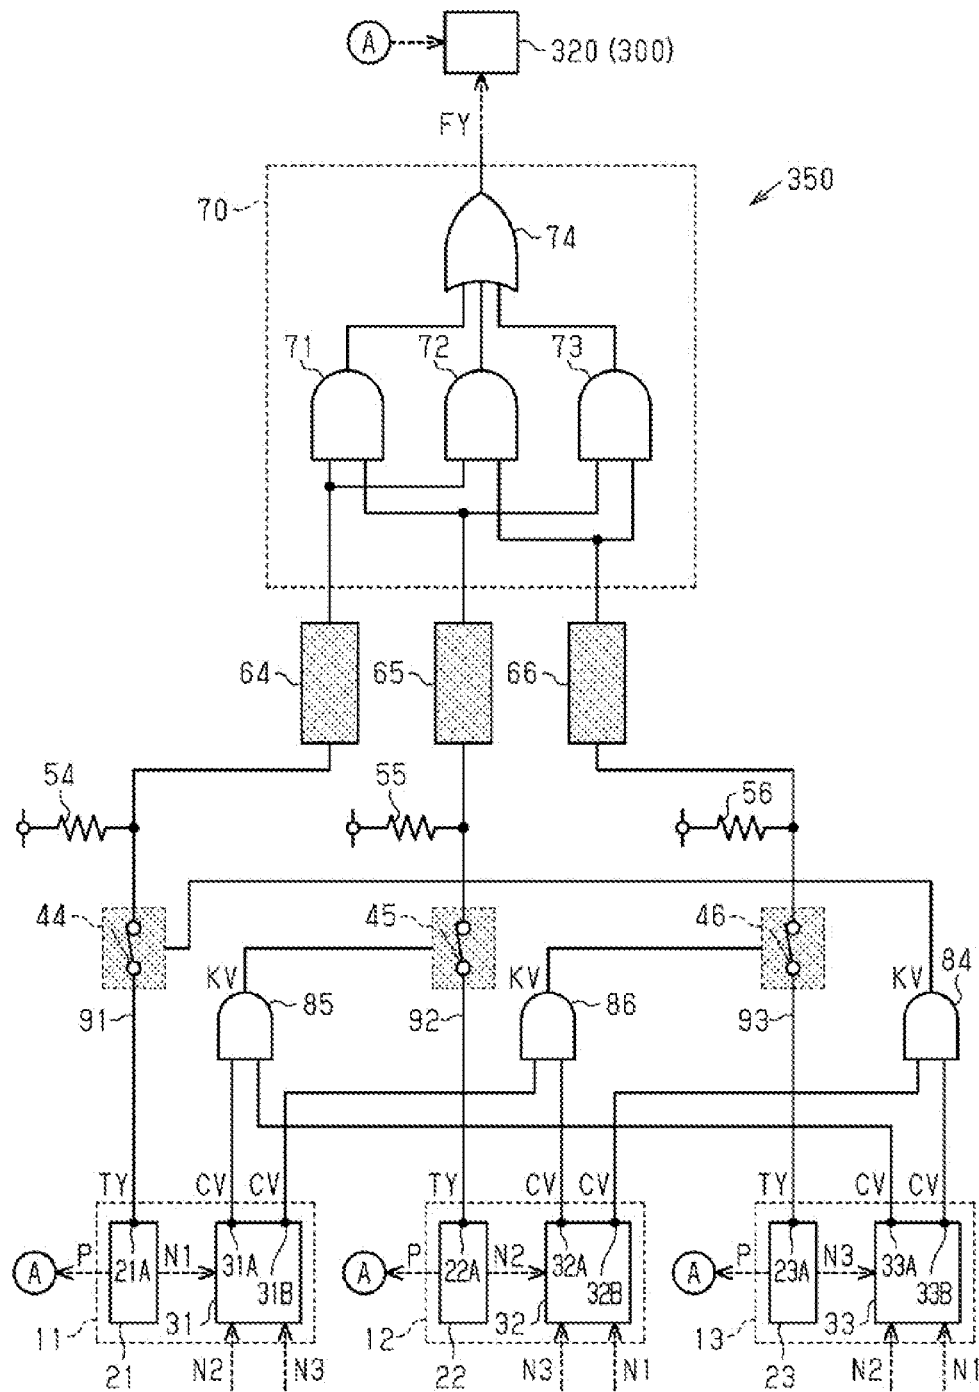 A
320 (300)
FY
350
70
74
71
72
73
64
65
66
54
55
56
44
45
46
84
KV
KV
KV
85
86
91
92
93
TY
CV
CV
TY
CV
CV
TY
CV
CV
A
P
21A
N1
31A
31B
A
P
22A
N2
32A
32B
A
P
23A
N3
33A
33B
11
21
31
N2
N3
12
22
32
N3
N1
13
23
33
N2
N1